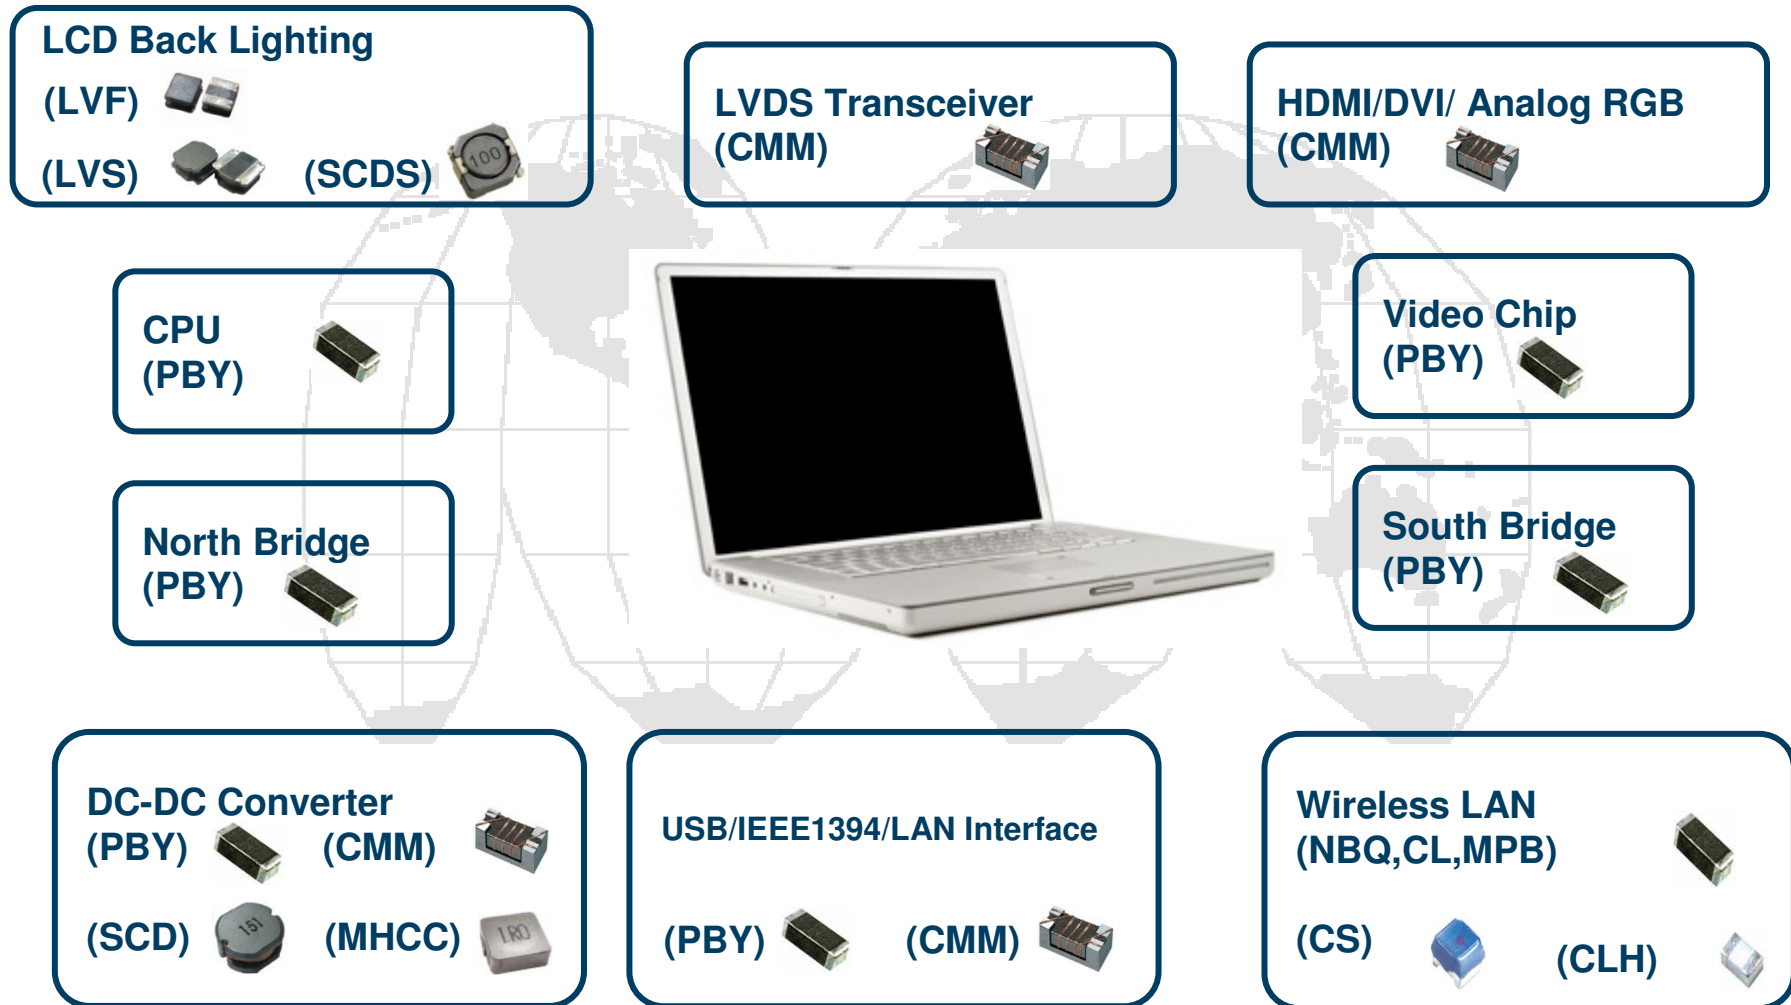 LCD Back Lighting
(LVF)
(LVS) (SCDS)
100
LVDS Transceiver
(CMM)
HDMI/DVI/ Analog RGB
(CMM)
CPU
(PBY)
Video Chip
(PBY)
North Bridge
(PBY)
South Bridge
(PBY)
DC-DC Converter
(PBY) (CMM)
(SCD) 151 (MHCC) 1R0
USB/IEEE1394/LAN Interface
(PBY) (CMM)
Wireless LAN
(NBQ,CL,MPB)
(CS) (CLH)